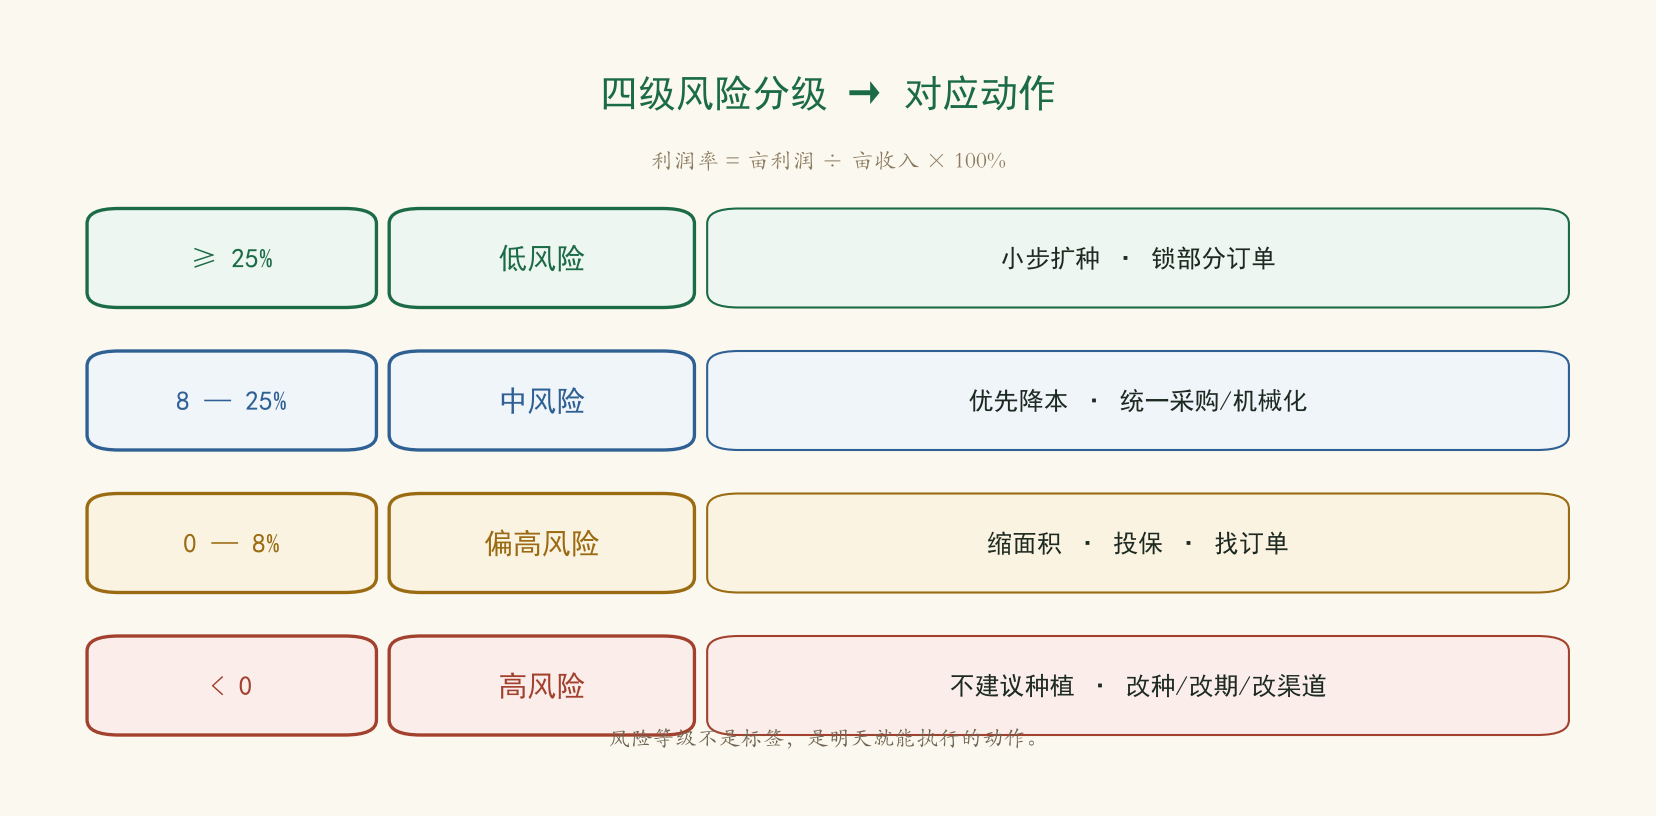 四级风险分级 → 对应动作
利润率 = 亩利润 ÷ 亩收入 × 100%
≥ 25% 低风险 小步扩种 · 锁部分订单
8 — 25% 中风险 优先降本 · 统一采购/机械化
0 — 8% 偏高风险 缩面积 · 投保 · 找订单
< 0 高风险 不建议种植 · 改种/改期/改渠道
风险等级不是标签，是明天就能执行的动作。